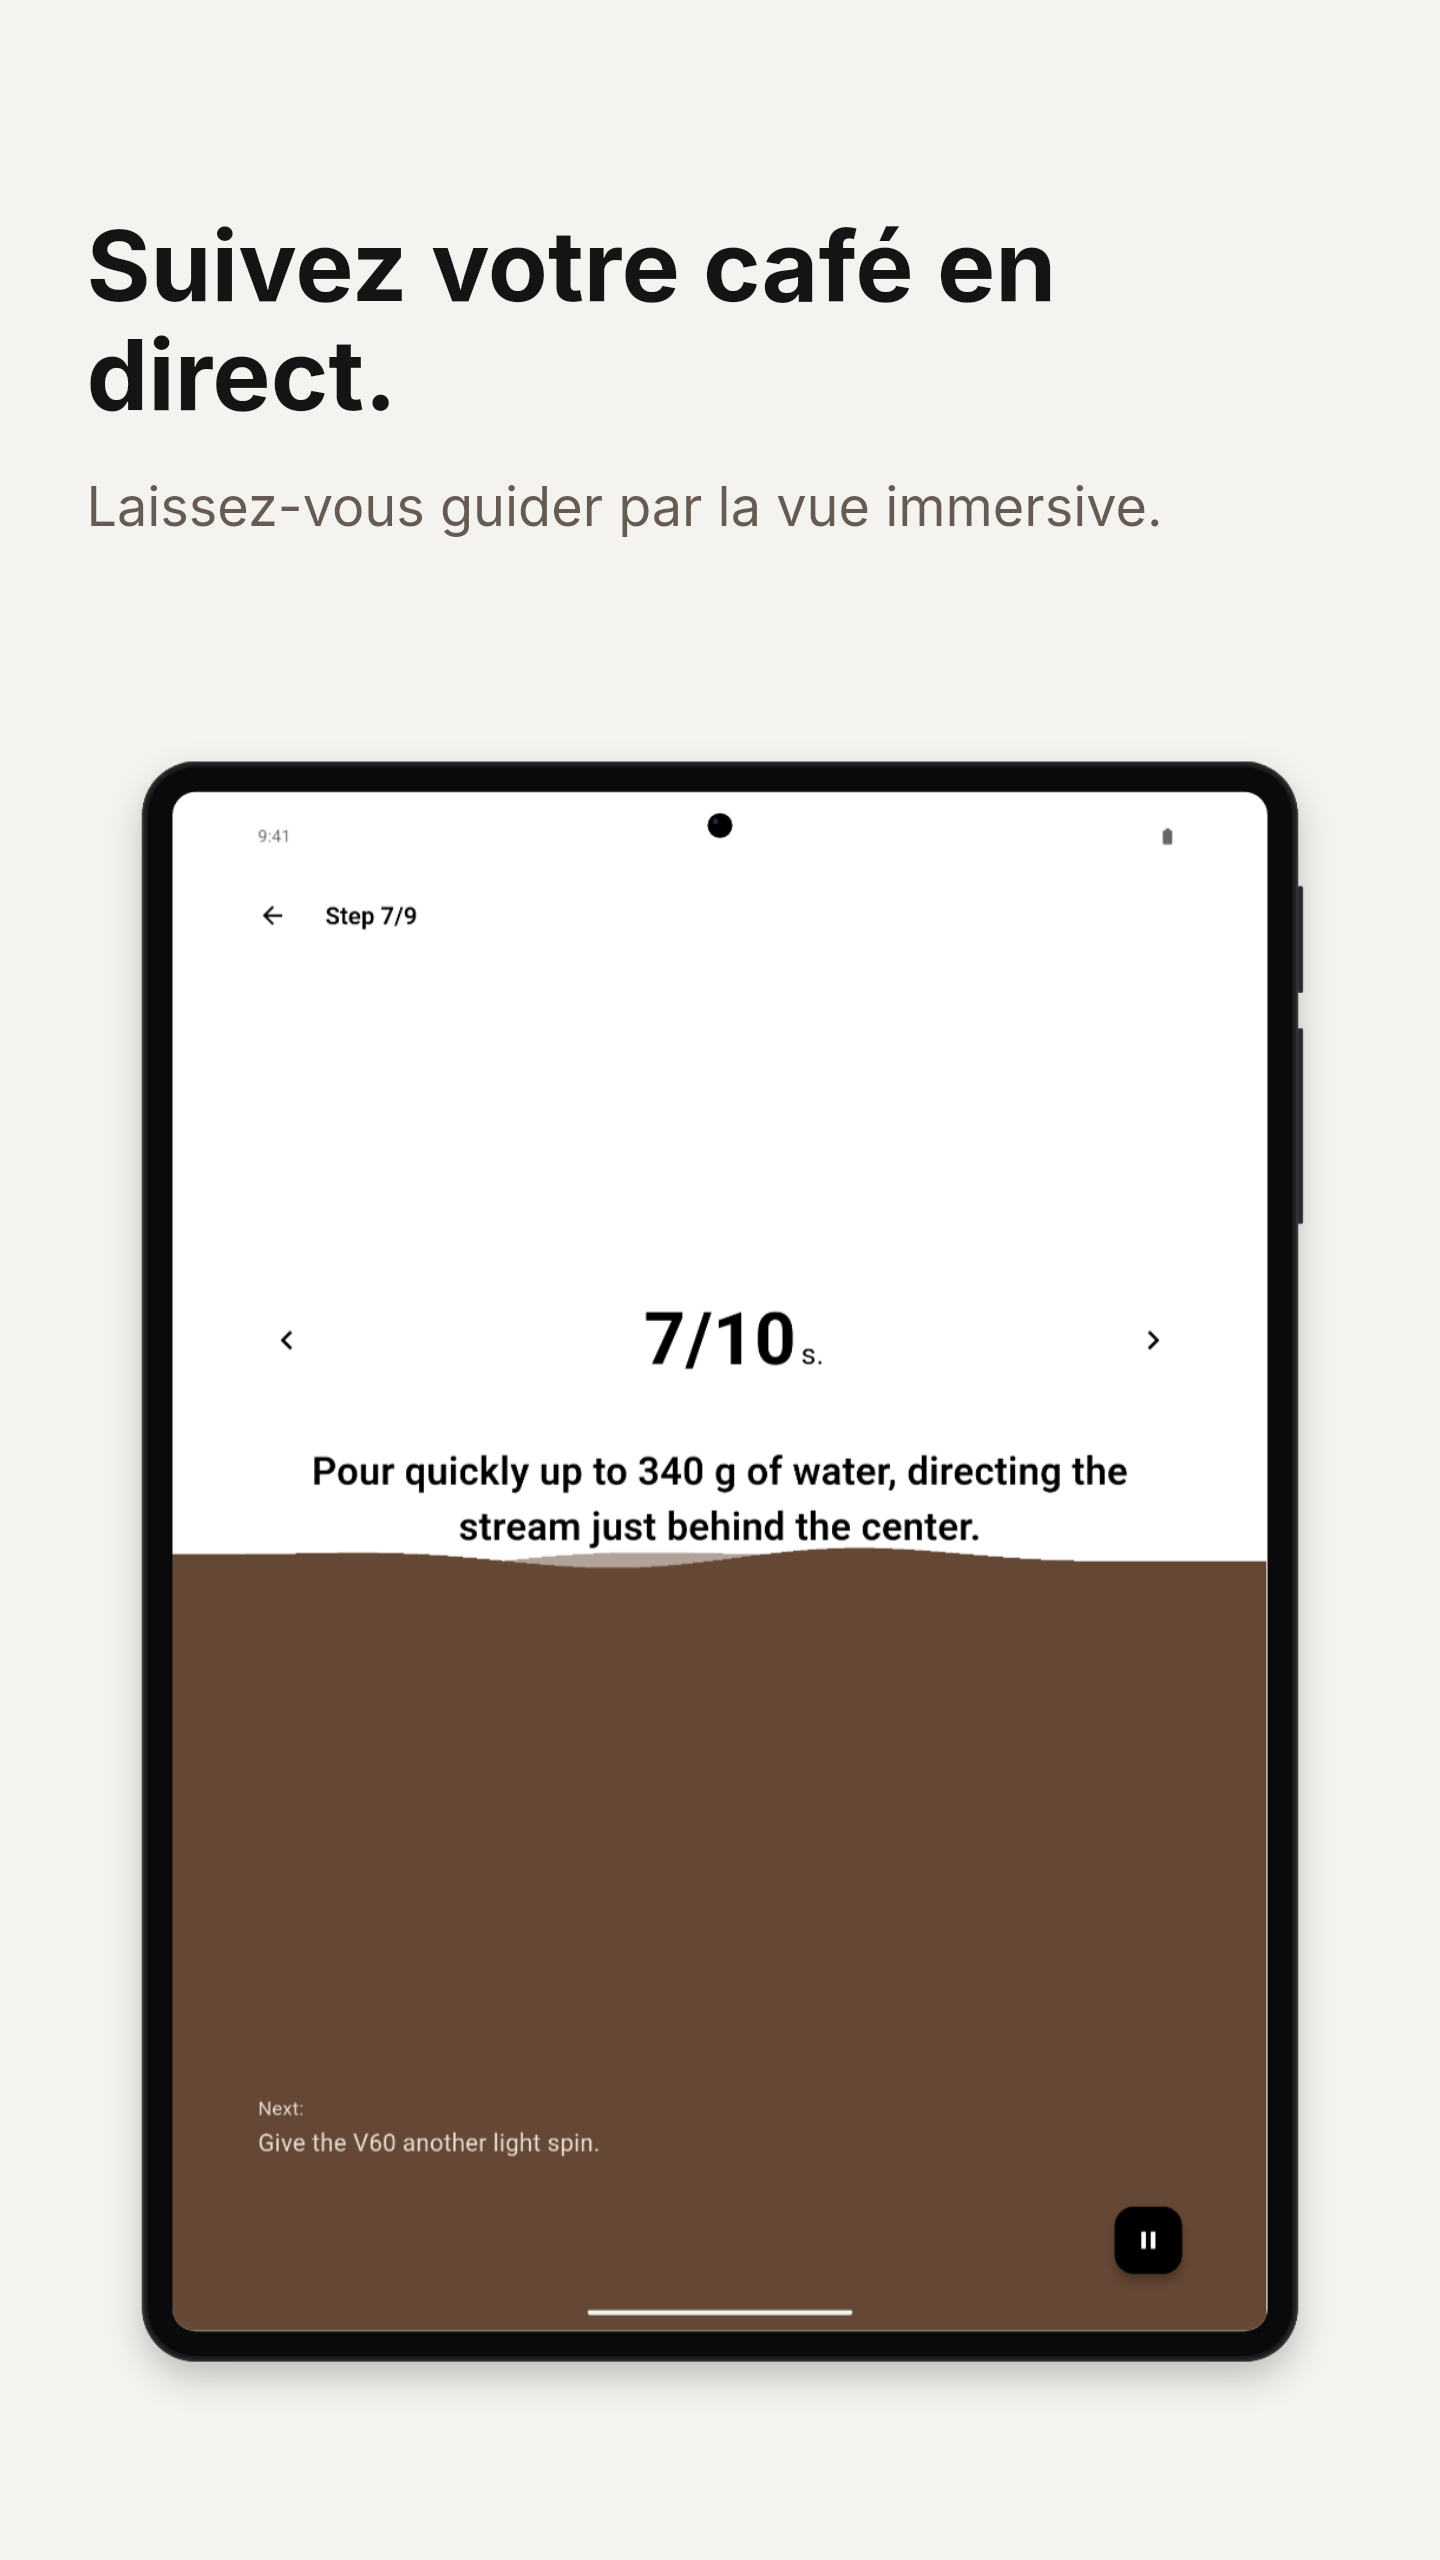 Suivez votre café en
direct.
Laissez-vous guider par la vue immersive.
9:41
Step 7/9
7/10 s.
Pour quickly up to 340 g of water, directing the
stream just behind the center.
Next:
Give the V60 another light spin.